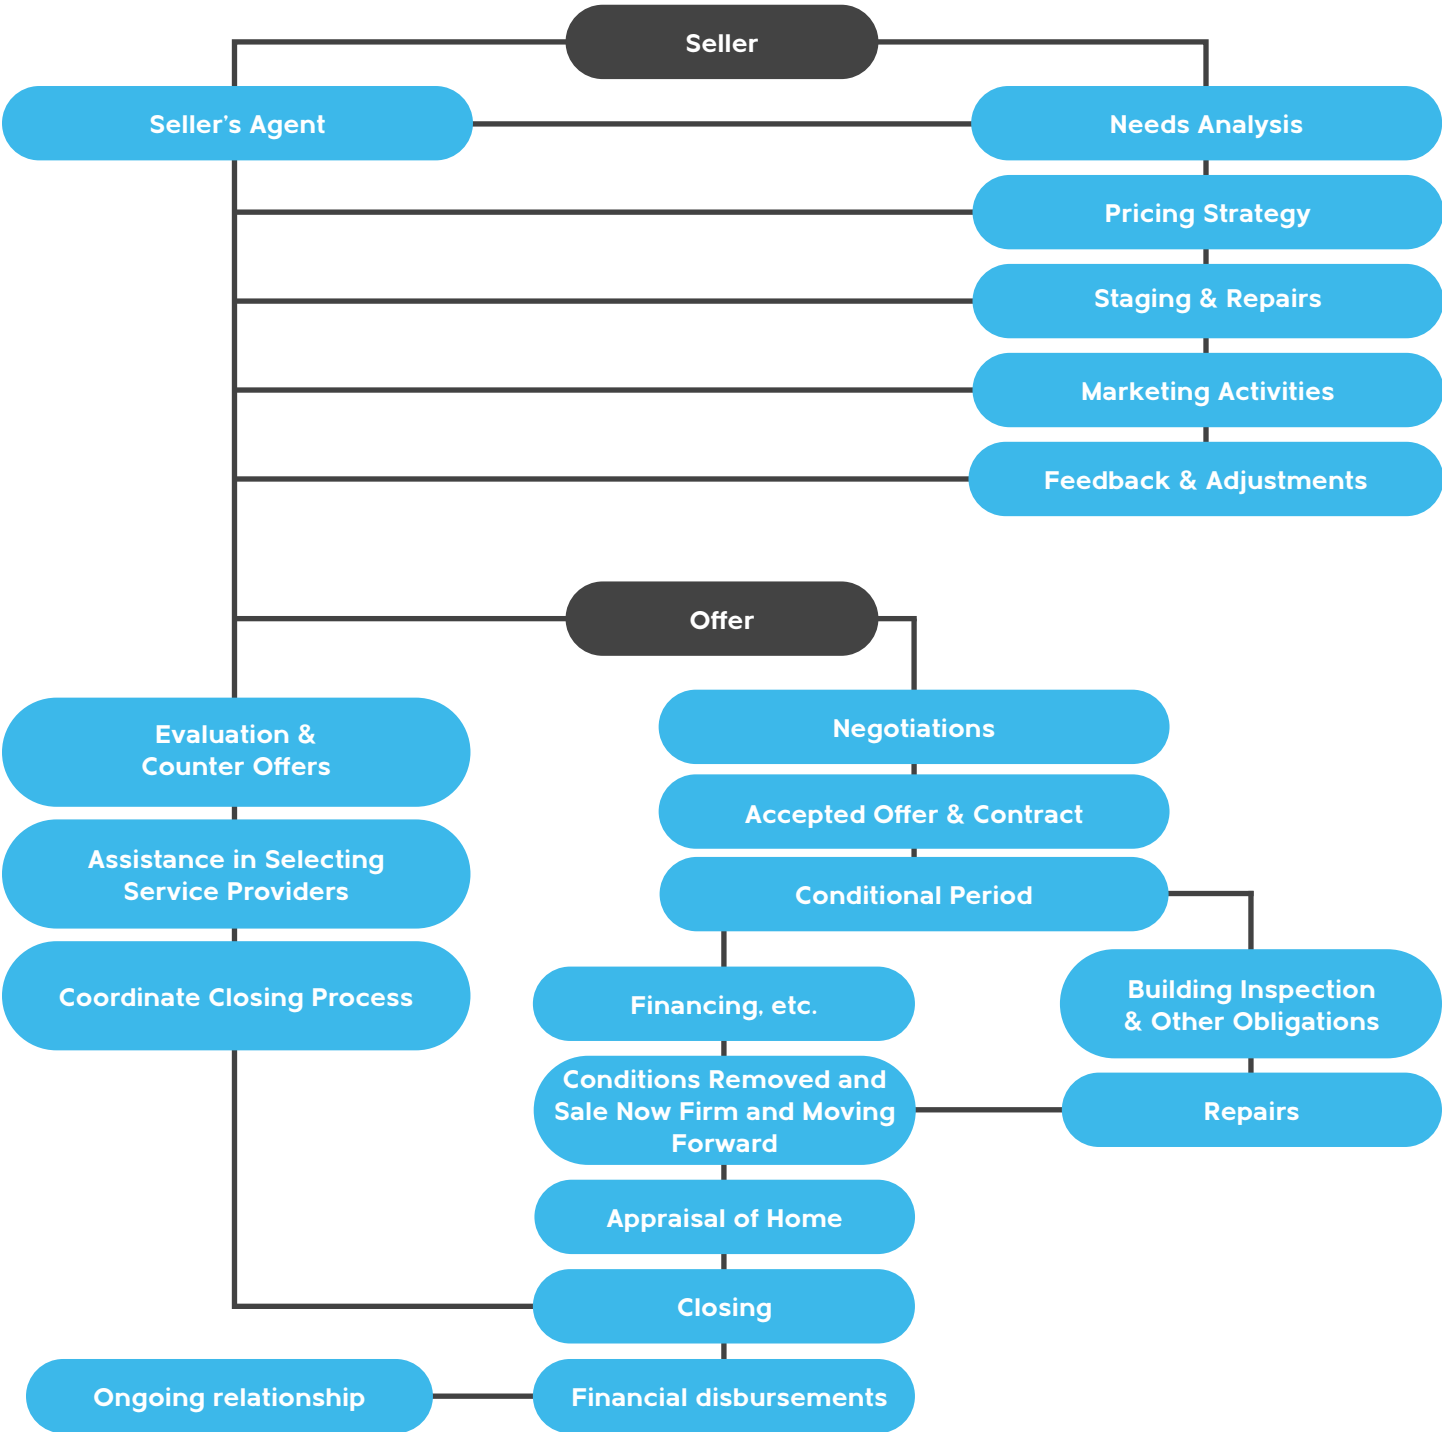 Seller
Seller's Agent
Needs Analysis
Pricing Strategy
Staging & Repairs
Marketing Activities
Feedback & Adjustments
Offer
Evaluation &
Counter Offers
Assistance in Selecting
Service Providers
Coordinate Closing Process
Negotiations
Accepted Offer & Contract
Conditional Period
Financing, etc.
Building Inspection
& Other Obligations
Conditions Removed and
Sale Now Firm and Moving
Forward
Repairs
Appraisal of Home
Closing
Ongoing relationship
Financial disbursements